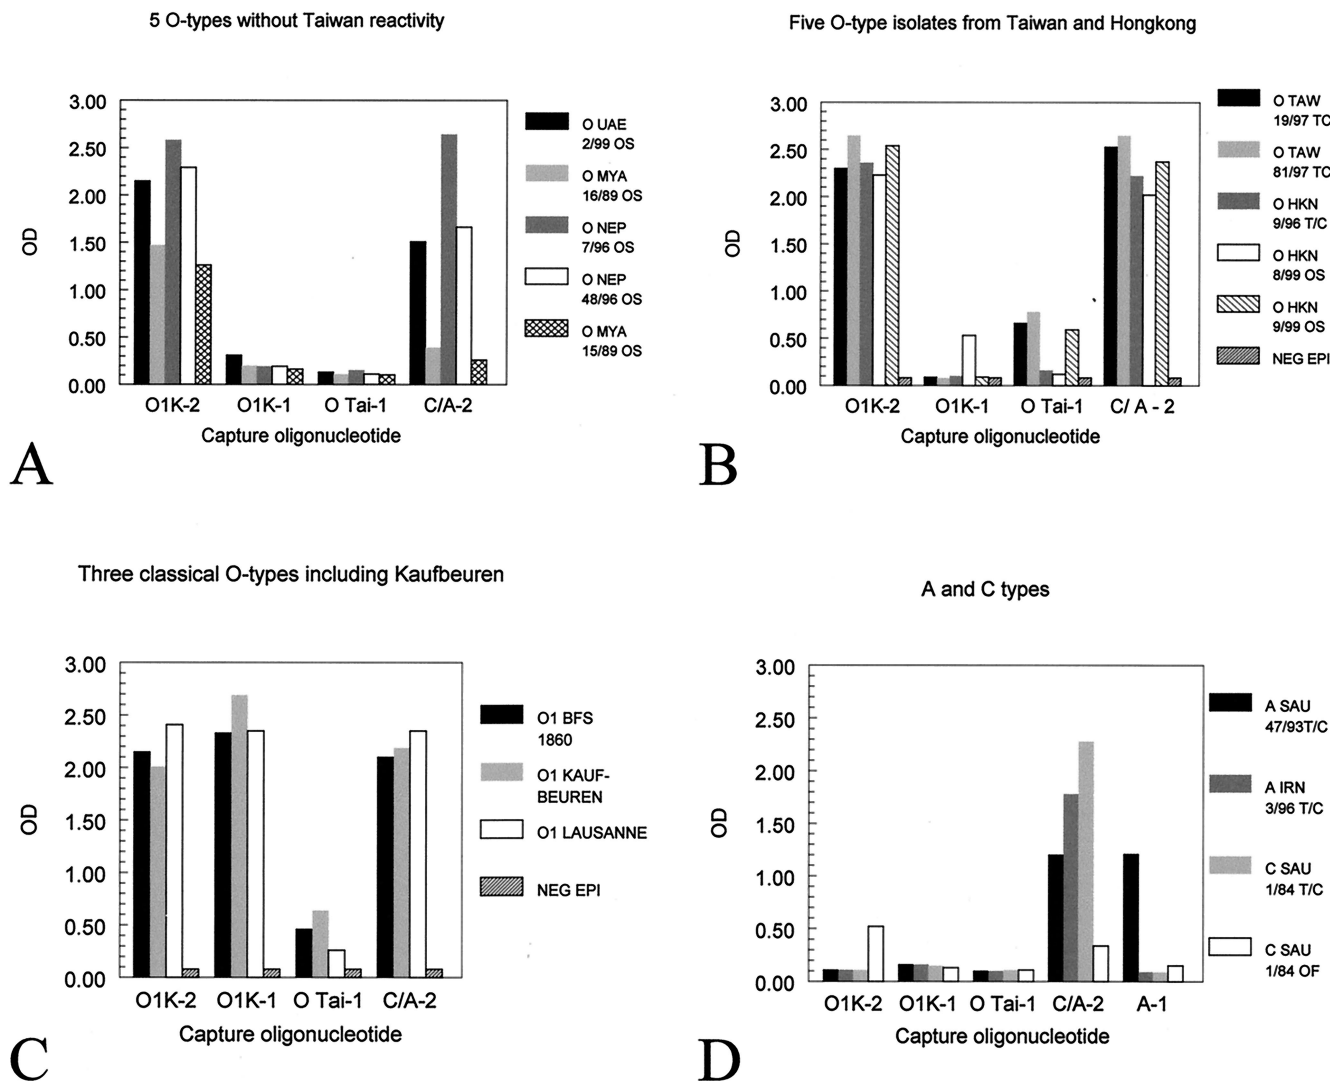 5 O-types without Taiwan reactivity
3.00
2.50
2.00
1.50
1.00
0.50
0.00
OD
O1K-2
O1K-1
O Tai-1
C/A-2
Capture oligonucleotide
O UAE
2/99 OS
O MYA
16/89 OS
O NEP
7/96 OS
O NEP
48/96 OS
O MYA
15/89 OS
A
Five O-type isolates from Taiwan and Hongkong
3.00
2.50
2.00
1.50
1.00
0.50
0.00
OD
O1K-2
O1K-1
O Tai-1
C/ A - 2
Capture oligonucleotide
O TAW
19/97 TC
O TAW
81/97 TC
O HKN
9/96 T/C
O HKN
8/99 OS
O HKN
9/99 OS
NEG EPI
B
Three classical O-types including Kaufbeuren
3.00
2.50
2.00
1.50
1.00
0.50
0.00
OD
O1K-2
O1K-1
O Tai-1
C/A-2
Capture oligonucleotide
O1 BFS
1860
O1 KAUF-
BEUREN
O1 LAUSANNE
NEG EPI
C
A and C types
3.00
2.50
2.00
1.50
1.00
0.50
0.00
OD
O1K-2
O1K-1
O Tai-1
C/A-2
A-1
Capture oligonucleotide
A SAU
47/93T/C
A IRN
3/96 T/C
C SAU
1/84 T/C
C SAU
1/84 OF
D